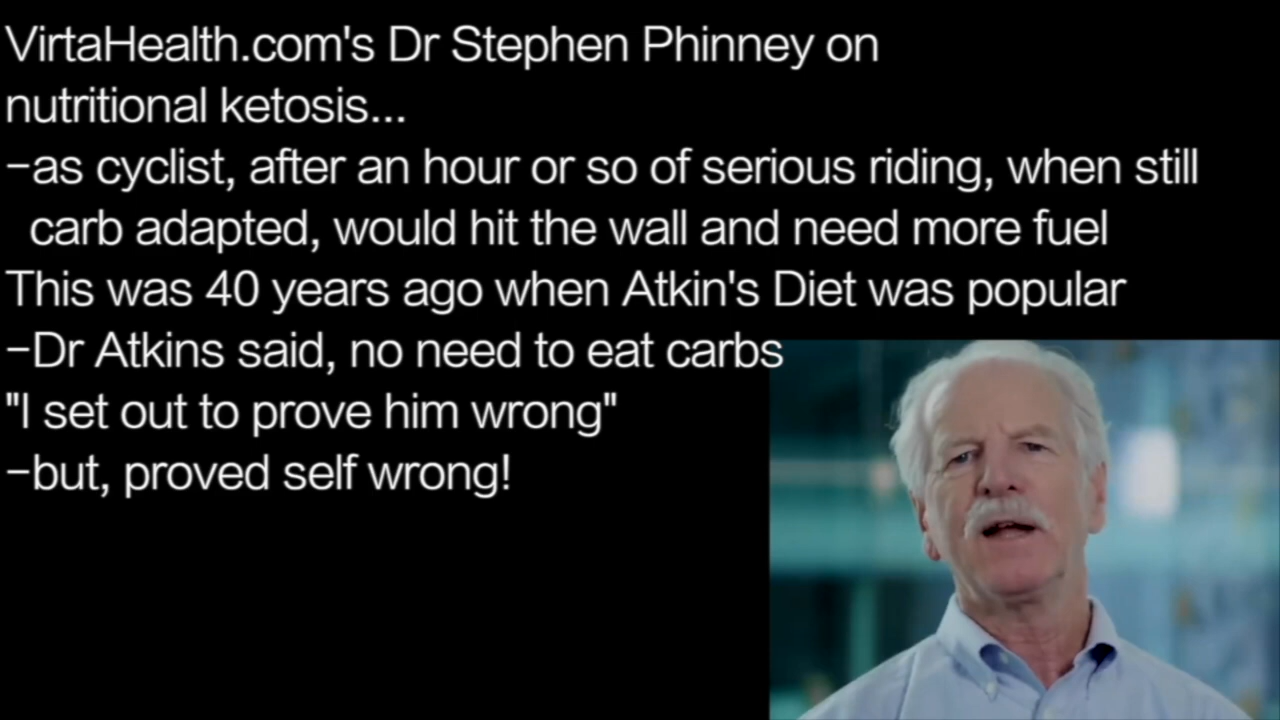 VirtaHealth.com's Dr Stephen Phinney on
nutritional ketosis...
–as cyclist, after an hour or so of serious riding, when still
carb adapted, would hit the wall and need more fuel
This was 40 years ago when Atkin's Diet was popular
–Dr Atkins said, no need to eat carbs
"I set out to prove him wrong"
–but, proved self wrong!